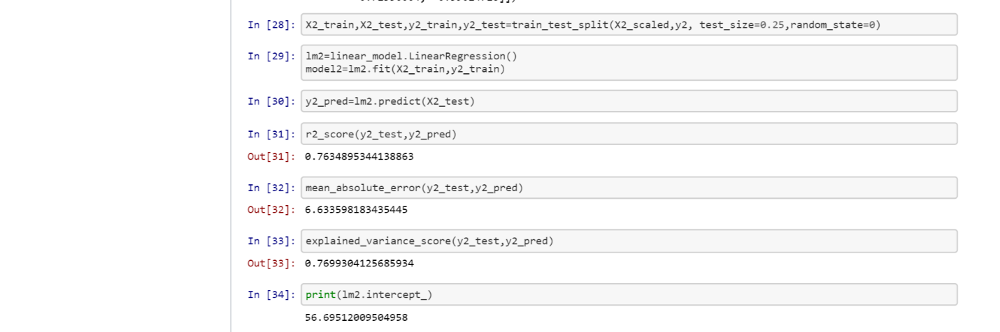 In [28]: X2_train,X2_test,y2_train,y2_test=train_test_split(X2_scaled,y2, test_size=0.25,random_state=0)
In [29]: lm2=linear_model.LinearRegression()
model2=lm2.fit(X2_train,y2_train)
In [30]: y2_pred=lm2.predict(X2_test)
In [31]: r2_score(y2_test,y2_pred)
Out[31]: 0.7634895344138863
In [32]: mean_absolute_error(y2_test,y2_pred)
Out[32]: 6.633598183435445
In [33]: explained_variance_score(y2_test,y2_pred)
Out[33]: 0.7699304125685934
In [34]: print(lm2.intercept_)
56.69512009504958